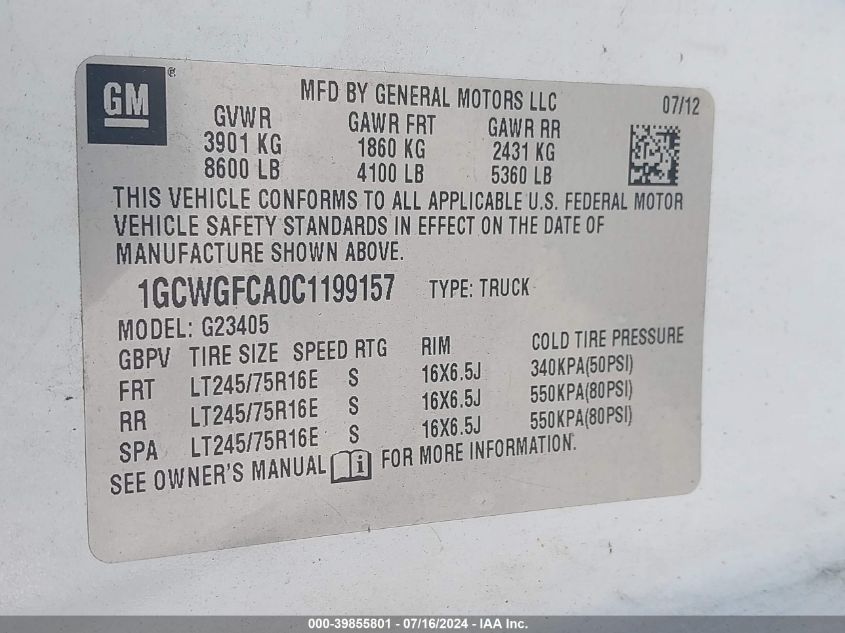 GM ®
MFD BY GENERAL MOTORS LLC 07/12
GVWR GAWR FRT GAWR RR
3901 KG 1860 KG 2431 KG
8600 LB 4100 LB 5360 LB
THIS VEHICLE CONFORMS TO ALL APPLICABLE U.S. FEDERAL MOTOR
VEHICLE SAFETY STANDARDS IN EFFECT ON THE DATE OF
MANUFACTURE SHOWN ABOVE.
1GCWGFCA0C1199157 TYPE: TRUCK
MODEL: G23405
GBPV TIRE SIZE SPEED RTG RIM COLD TIRE PRESSURE
FRT LT245/75R16E S 16X6.5J 340KPA(50PSI)
RR LT245/75R16E S 16X6.5J 550KPA(80PSI)
SPA LT245/75R16E S 16X6.5J 550KPA(80PSI)
SEE OWNER'S MANUAL i FOR MORE INFORMATION.
000-39855801 - 07/16/2024 - IAA Inc.